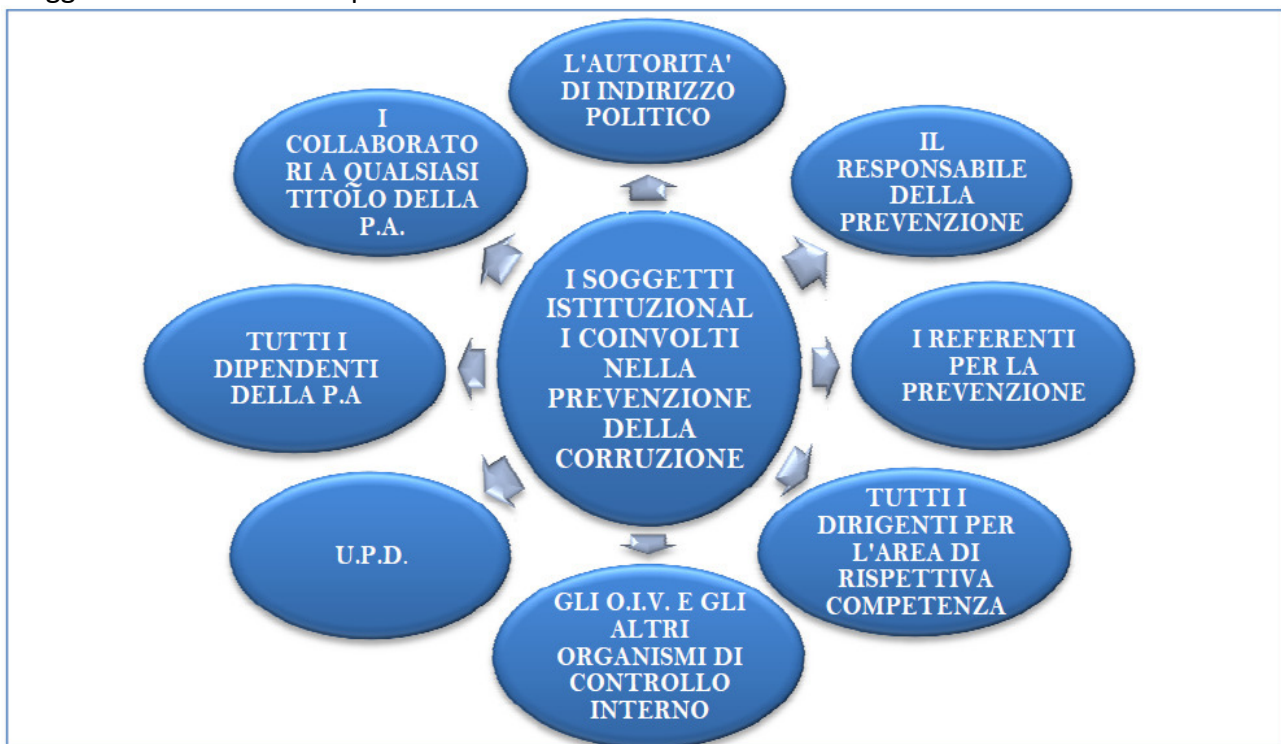 L'AUTORITA'
DI INDIRIZZO
POLITICO
IL
RESPONSABILE
DELLA
PREVENZIONE
I REFERENTI
PER LA
PREVENZIONE
TUTTI I
DIRIGENTI PER
L'AREA DI
RISPETTIVA
COMPETENZA
GLI O.I.V. E GLI
ALTRI
ORGANISMI DI
CONTROLLO
INTERNO
U.P.D.
TUTTI I
DIPENDENTI
DELLA P.A
I
COLLABORATO
RI A QUALSIASI
TITOLO DELLA
P.A.
I SOGGETTI
ISTITUZIONAL
I COINVOLTI
NELLA
PREVENZIONE
DELLA
CORRUZIONE